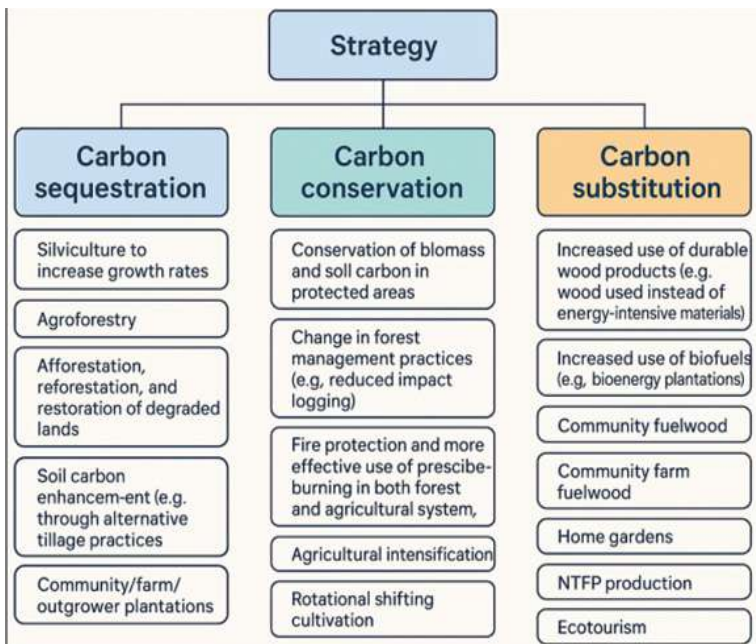 Strategy
Carbon
sequestration
Silviculture to
increase growth rates
Agroforestry
Afforestation,
reforestation, and
restoration of degraded
lands
Soil carbon
enhancem-ent (e.g.
through alternative
tillage practices
Community/farm/
outgrower plantations
Carbon
conservation
Conservation of biomass
and soil carbon in
protected areas
Change in forest
management practices
(e.g, reduced impact
logging)
Fire protection and more
effective use of prescibe-
burning in both forest
and agricultural system,
Agricultural intensification
Rotational shifting
cultivation
Carbon
substitution
Increased use of durable
wood products (e.g.
wood used instead of
energy-intensive materials)
Increased use of biofuels
(e.g, bioenergy plantations)
Community fuelwood
Community farm
fuelwood
Home gardens
NTFP production
Ecotourism